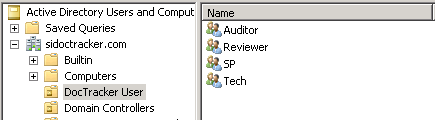 Active Directory Users and Comput
Saved Queries
sidoctracker.com
Builtin
Computers
DocTracker User
Domain Controllers
Name
Auditor
Reviewer
SP
Tech